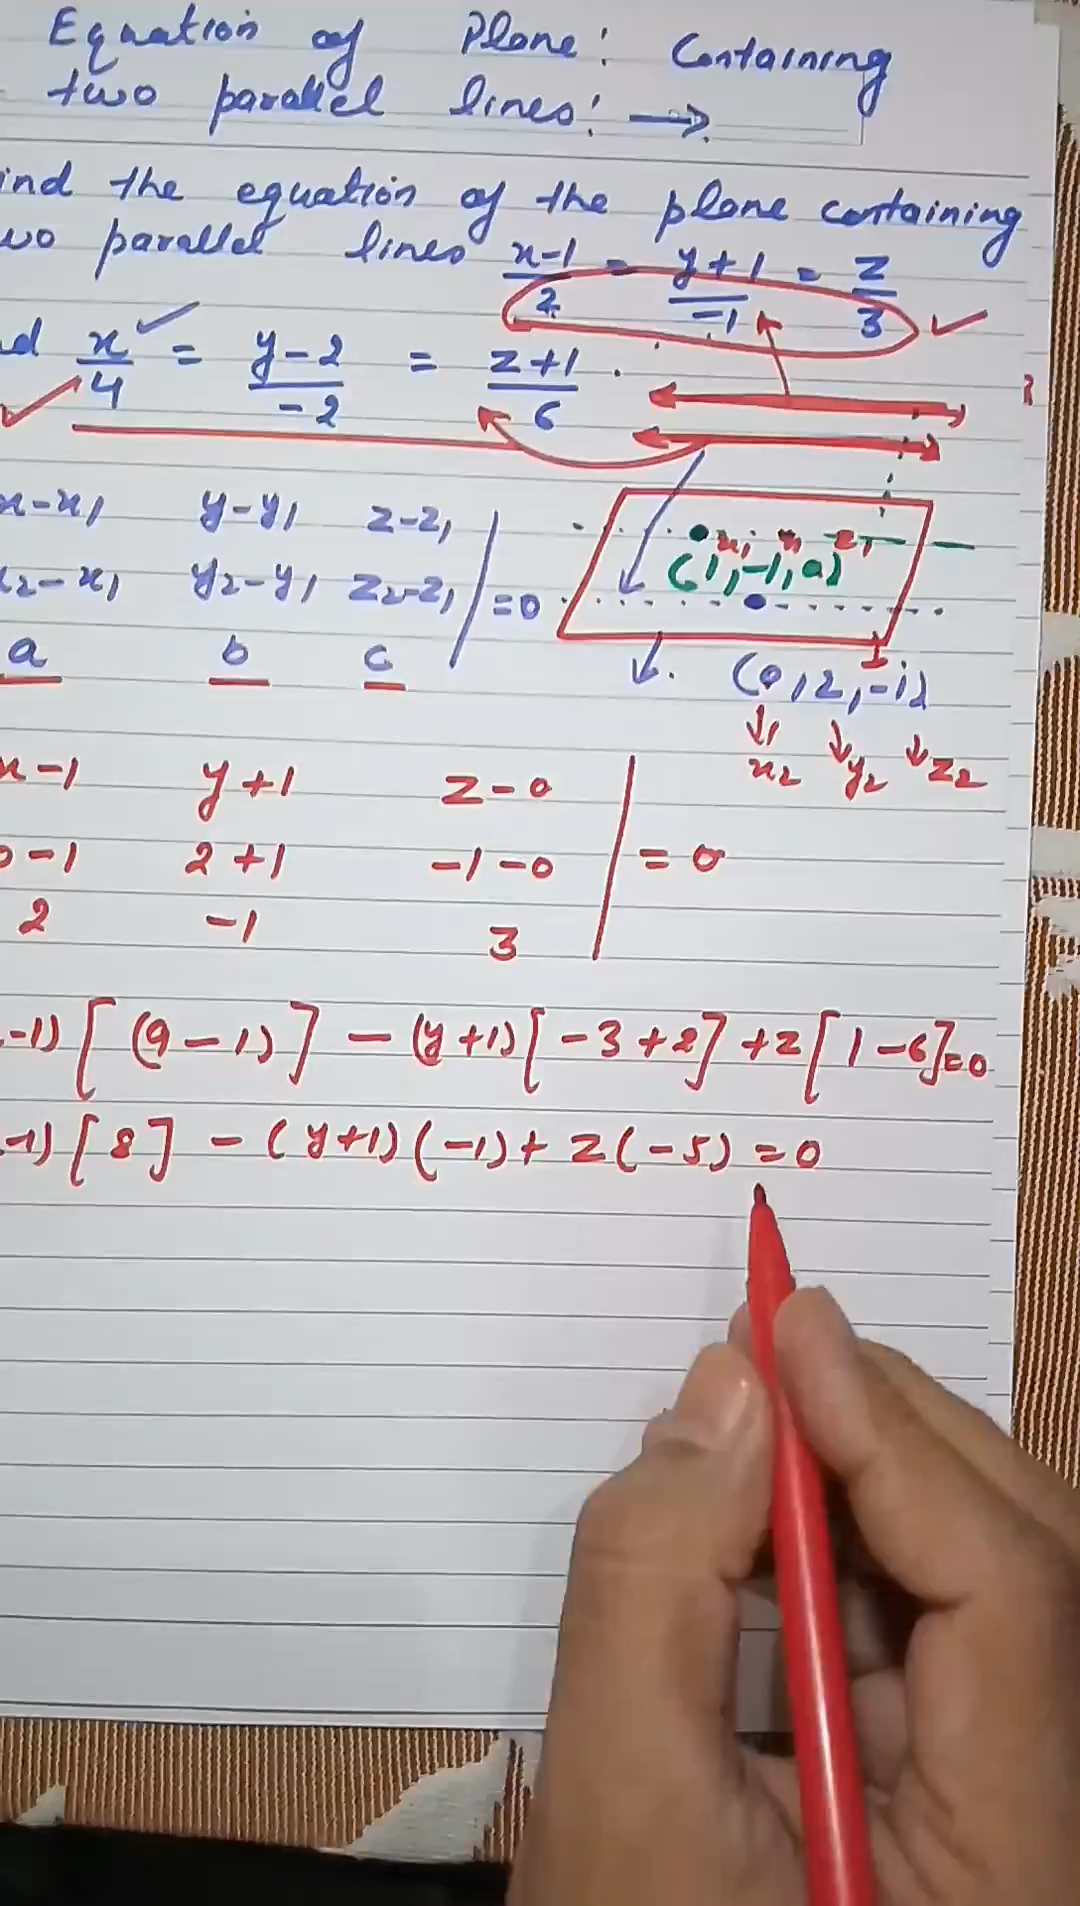 Equation of Plane: Containing
two parallel lines: →
ind the equation of the plane containing
wo parallel lines x-1/2 = y+1/-1 = z/3
d x/4 = y-2/-2 = z+1/6 .
x-x₁ y-y₁ z-z₁
x₂-x₁ y₂-y₁ z₂-z₁ | =0
a b c
x₁ y₁ z₁
(1,-1,0)
(0,2,-1)
x₂ y₂ z₂
x-1 y+1 z-0
0-1 2+1 -1-0 | = 0
2 -1 3
-1) [(9-1)] - (y+1)[-3+2] + z[1-6]=0
-1) [8] - (y+1)(-1) + z(-5) = 0